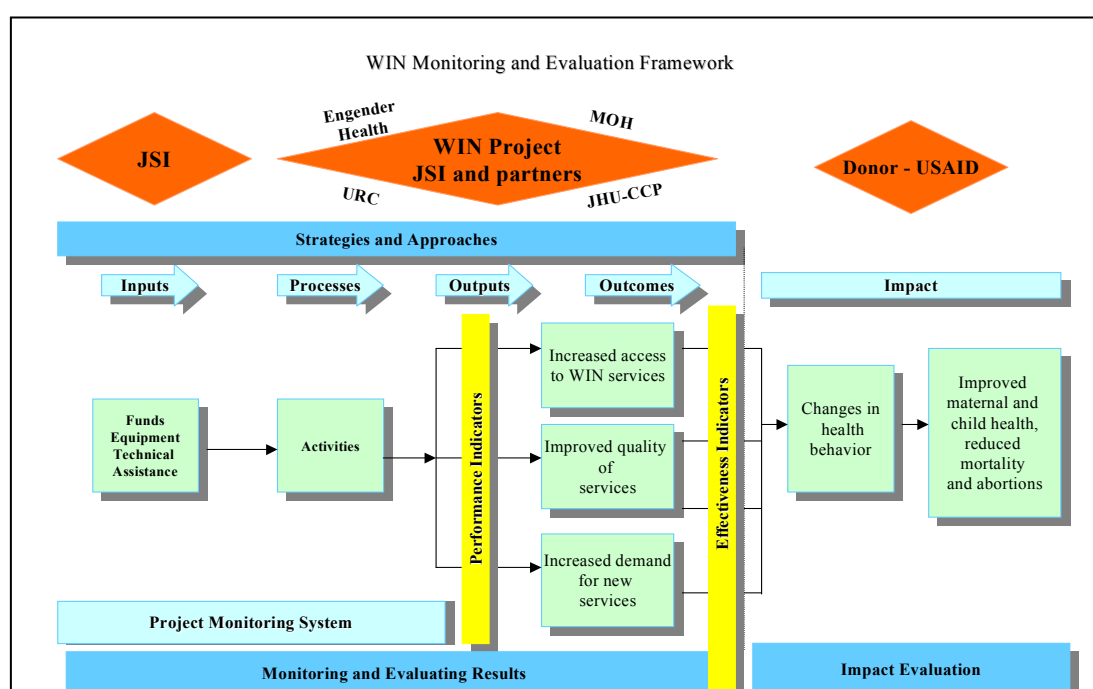 WIN Monitoring and Evaluation Framework
JSI
Engender
Health
MOH
WIN Project
JSI and partners
URC
JHU-CCP
Donor - USAID
Strategies and Approaches
Inputs
Processes
Outputs
Outcomes
Impact
Funds
Equipment
Technical
Assistance
Activities
Performance Indicators
Increased access
to WIN services
Improved quality
of
services
Increased demand
for new
services
Effectiveness Indicators
Changes in
health
behavior
Improved
maternal and
child health,
reduced
mortality
and abortions
Project Monitoring System
Monitoring and Evaluating Results
Impact Evaluation